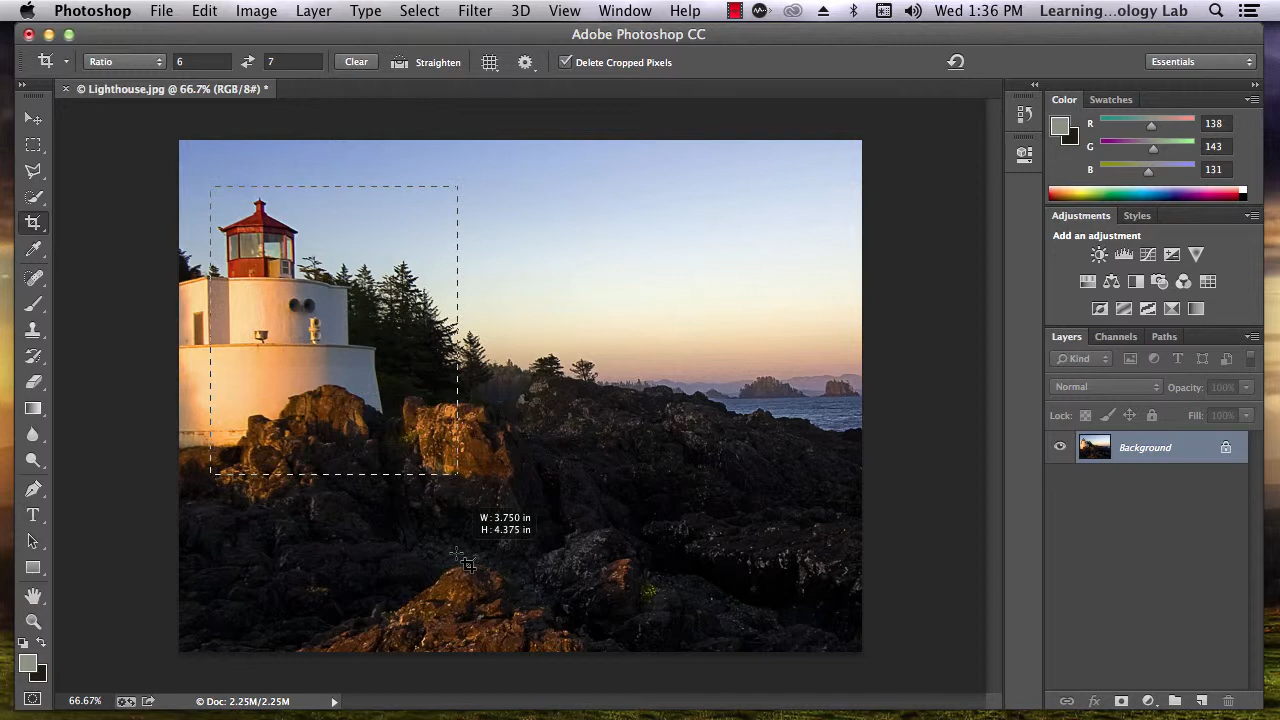 Photoshop File Edit Image Layer Type Select Filter 3D View Window Help Wed 1:36 PM Learning...ology Lab
Adobe Photoshop CC
Ratio 6 7 Clear Straighten Delete Cropped Pixels Essentials
× © Lighthouse.jpg @ 66.7% (RGB/8#) *
Color Swatches
R 138
G 143
B 131
Adjustments Styles
Add an adjustment
Layers Channels Paths
Kind
Normal Opacity: 100%
Lock: Fill: 100%
Background
W: 3.750 in
H: 4.375 in
66.67% © Doc: 2.25M/2.25M